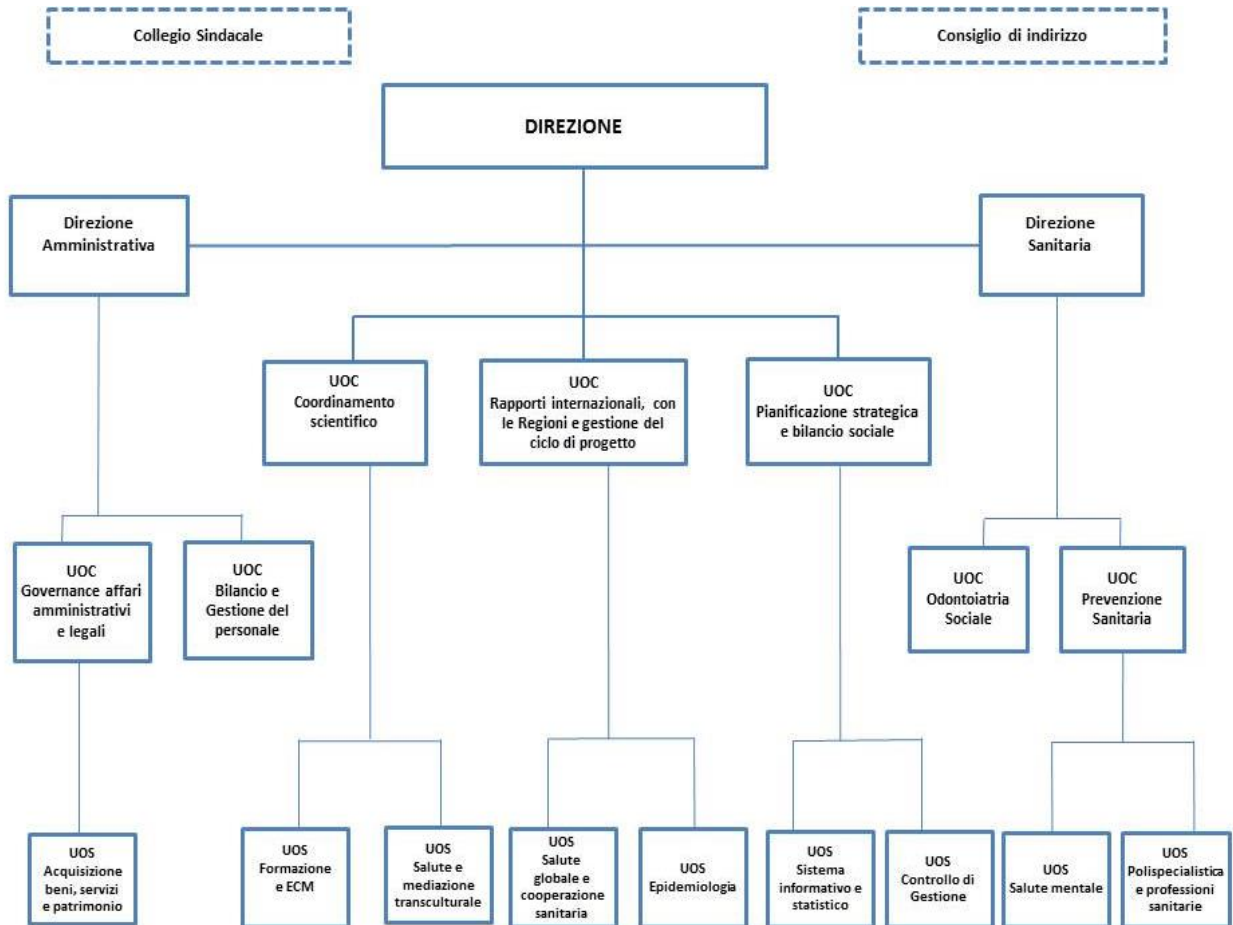 Collegio Sindacale
Consiglio di indirizzo
DIREZIONE
Direzione
Amministrativa
Direzione
Sanitaria
UOC
Coordinamento
scientifico
UOC
Rapporti internazionali, con
le Regioni e gestione del
ciclo di progetto
UOC
Pianificazione strategica
e bilancio sociale
UOC
Governance affari
amministrativi
e legali
UOC
Bilancio e
Gestione del
personale
UOC
Odontoiatria
Sociale
UOC
Prevenzione
Sanitaria
UOS
Acquisizione
beni, servizi
e patrimonio
UOS
Formazione
e ECM
UOS
Salute e
mediazione
transculturale
UOS
Salute
globale e
cooperazione
sanitaria
UOS
Epidemiologia
UOS
Sistema
informativo e
statistico
UOS
Controllo di
Gestione
UOS
Salute mentale
UOS
Polispecialistica
e professioni
sanitarie